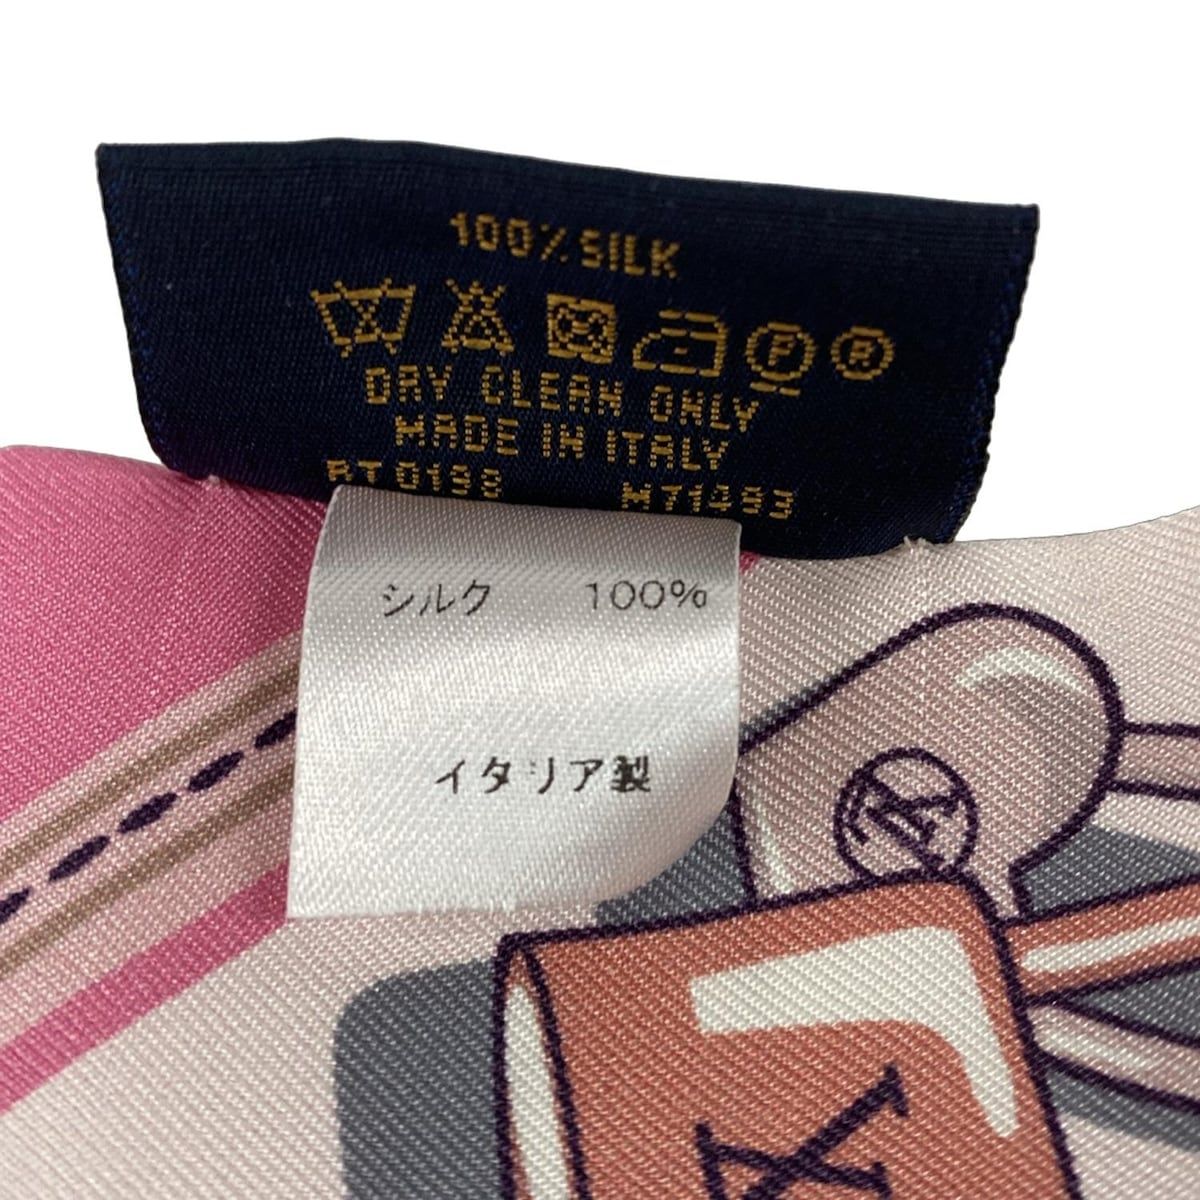 100% SILK
P R
DRY CLEAN ONLY
MADE IN ITALY
RT0198 M71493
シルク 100%
イタリア製